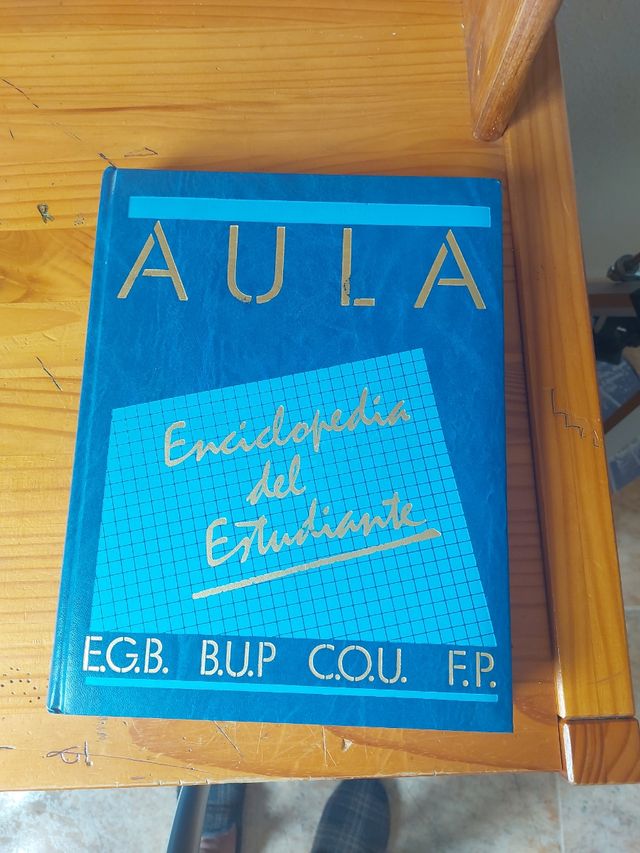 AULA
Enciclopedia
del
Estudiante
E.G.B. B.U.P C.O.U. F.P.